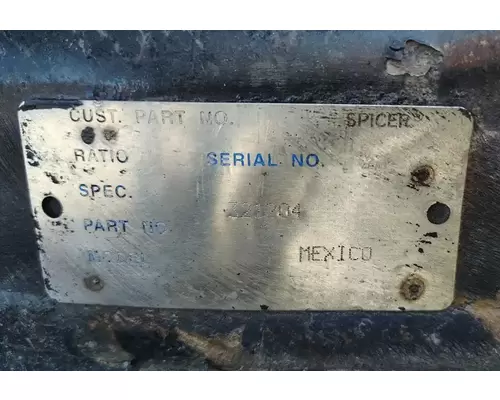 CUST. PART NO. SPICER
RATIO SERIAL NO.
SPEC.
PART NO
MEXICO